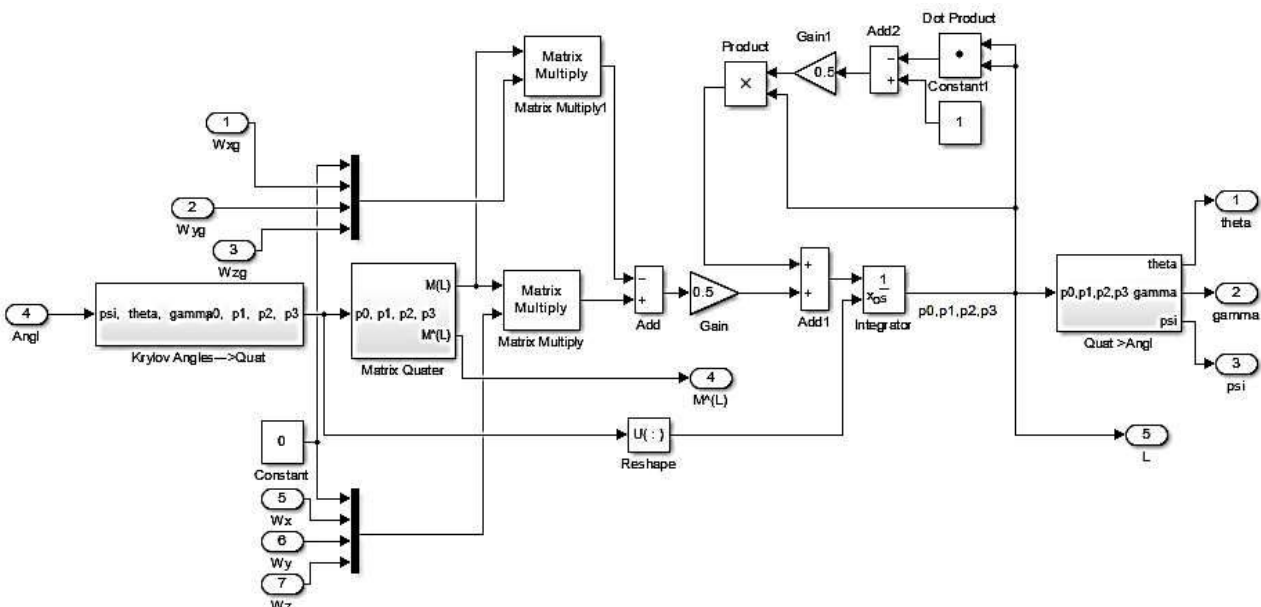 Dot Product
Add2
Gain1
Product
−
+
0.5
×
Constant1
1
Matrix
Multiply
Matrix Multiply1
1
Wxg
2
Wyg
3
Wzg
4
Angl
psi, theta, gamma
p0, p1, p2, p3
Krylov Angles--->Quat
p0, p1, p2, p3
M(L)
M^(L)
Matrix Quater
Matrix
Multiply
Matrix Multiply
−
+
Add
0.5
Gain
+
+
Add1
1
s
xo
Integrator
p0,p1,p2,p3
p0,p1,p2,p3
theta
gamma
psi
Quat >Angl
1
theta
2
gamma
3
psi
4
M^(L)
U( : )
Reshape
5
L
0
Constant
5
Wx
6
Wy
7
Wz